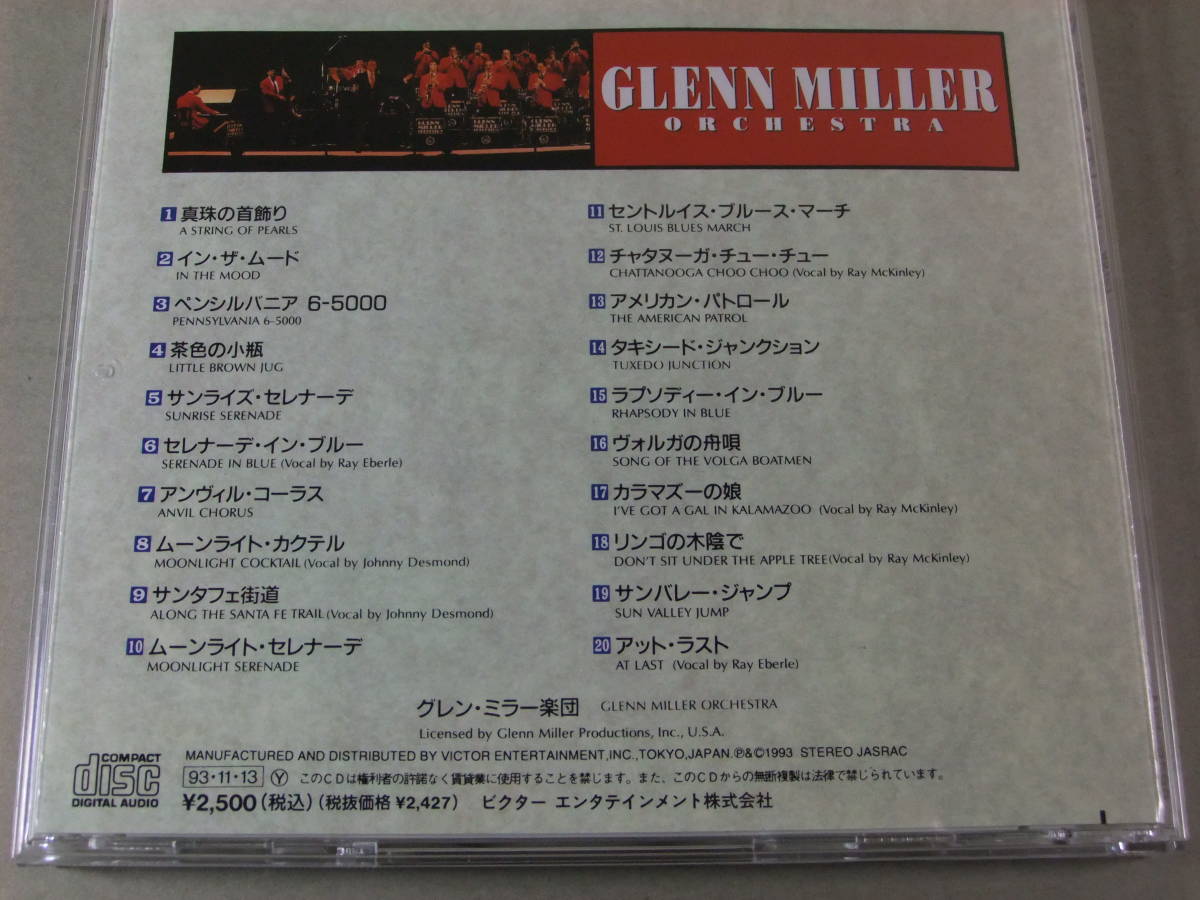 GLENN MILLER
ORCHESTRA
1 真珠の首飾り
A STRING OF PEARLS
2 イン・ザ・ムード
IN THE MOOD
3 ペンシルバニア 6-5000
PENNSYLVANIA 6-5000
4 茶色の小瓶
LITTLE BROWN JUG
5 サンライズ・セレナーデ
SUNRISE SERENADE
6 セレナーデ・イン・ブルー
SERENADE IN BLUE (Vocal by Ray Eberle)
7 アンヴィル・コーラス
ANVIL CHORUS
8 ムーンライト・カクテル
MOONLIGHT COCKTAIL (Vocal by Johnny Desmond)
9 サンタフェ街道
ALONG THE SANTA FE TRAIL (Vocal by Johnny Desmond)
10 ムーンライト・セレナーデ
MOONLIGHT SERENADE
11 セントルイス・ブルース・マーチ
ST. LOUIS BLUES MARCH
12 チャタヌーガ・チュー・チュー
CHATTANOOGA CHOO CHOO (Vocal by Ray McKinley)
13 アメリカン・パトロール
THE AMERICAN PATROL
14 タキシード・ジャンクション
TUXEDO JUNCTION
15 ラプソディー・イン・ブルー
RHAPSODY IN BLUE
16 ヴォルガの舟唄
SONG OF THE VOLGA BOATMEN
17 カラマズーの娘
I'VE GOT A GAL IN KALAMAZOO (Vocal by Ray McKinley)
18 リンゴの木陰で
DON'T SIT UNDER THE APPLE TREE (Vocal by Ray McKinley)
19 サンバレー・ジャンプ
SUN VALLEY JUMP
20 アット・ラスト
AT LAST (Vocal by Ray Eberle)
グレン・ミラー楽団 GLENN MILLER ORCHESTRA
Licensed by Glenn Miller Productions, Inc., U.S.A.
COMPACT
disc
DIGITAL AUDIO
MANUFACTURED AND DISTRIBUTED BY VICTOR ENTERTAINMENT, INC., TOKYO, JAPAN. ℗&©1993 STEREO JASRAC
93・11・13 Ⓨ このCDは権利者の許諾なく賃貸業に使用することを禁じます。また、このCDからの無断複製は法律で禁じられています。
¥2,500(税込)(税抜価格 ¥2,427) ビクター エンタテインメント株式会社